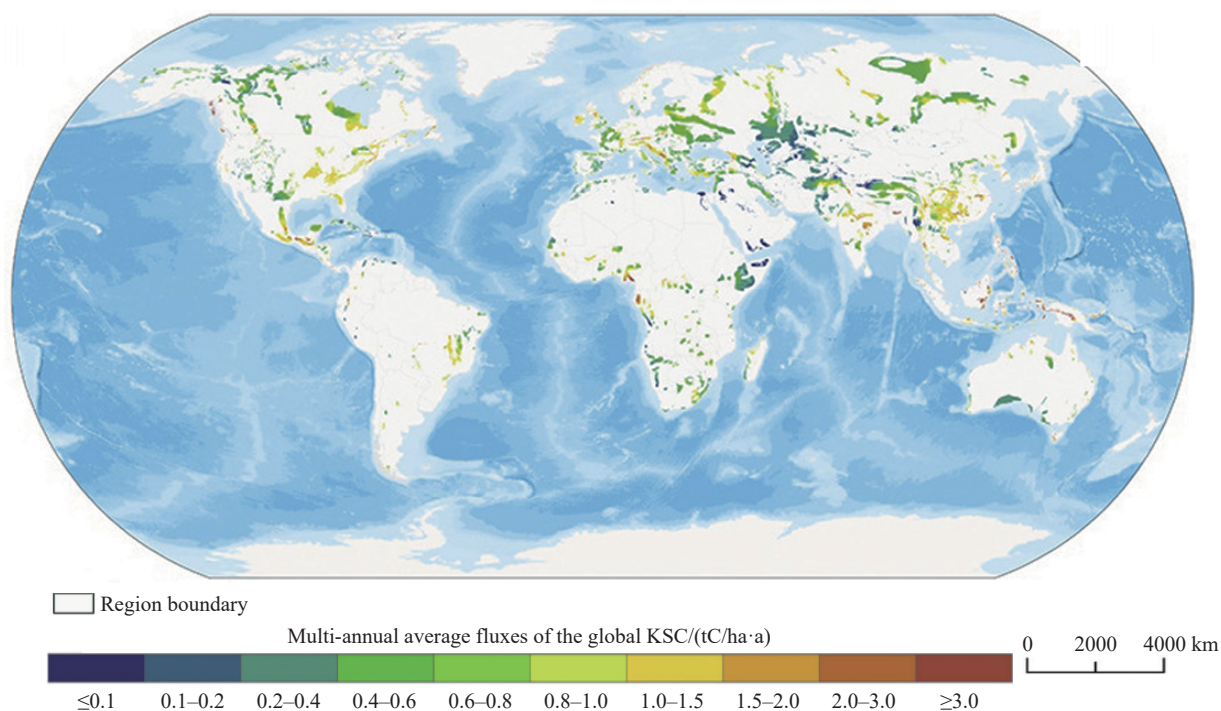 Region boundary
Multi-annual average fluxes of the global KSC/(tC/ha·a)
0 2000 4000 km
≤0.1 0.1–0.2 0.2–0.4 0.4–0.6 0.6–0.8 0.8–1.0 1.0–1.5 1.5–2.0 2.0–3.0 ≥3.0